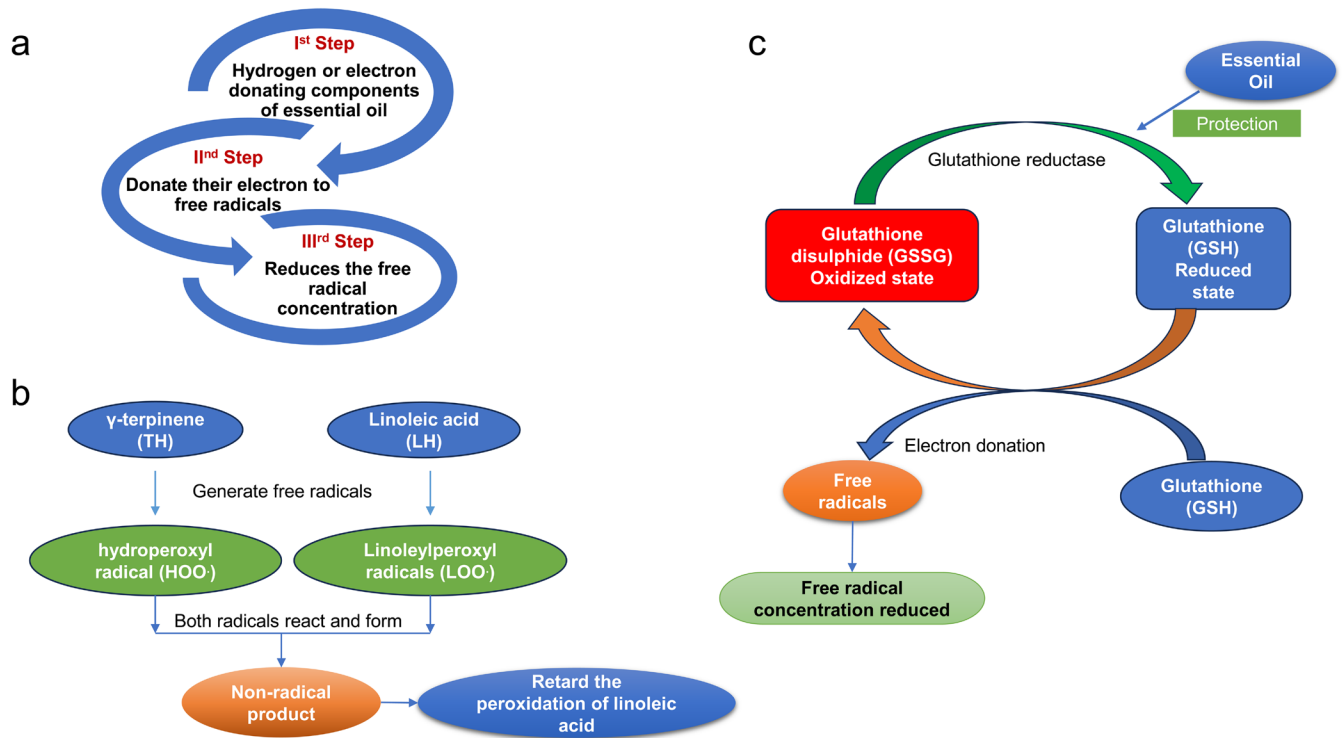 a
Iˢᵗ Step
Hydrogen or electron
donating components
of essential oil
IIⁿᵈ Step
Donate their electron to
free radicals
IIIʳᵈ Step
Reduces the free
radical
concentration
b
γ-terpinene
(TH)
Linoleic acid
(LH)
Generate free radicals
hydroperoxyl
radical (HOO·)
Linoleylperoxyl
radicals (LOO·)
Both radicals react and form
Non-radical
product
Retard the
peroxidation of linoleic
acid
c
Essential
Oil
Protection
Glutathione reductase
Glutathione
disulphide (GSSG)
Oxidized state
Glutathione
(GSH)
Reduced
state
Electron donation
Free
radicals
Glutathione
(GSH)
Free radical
concentration reduced